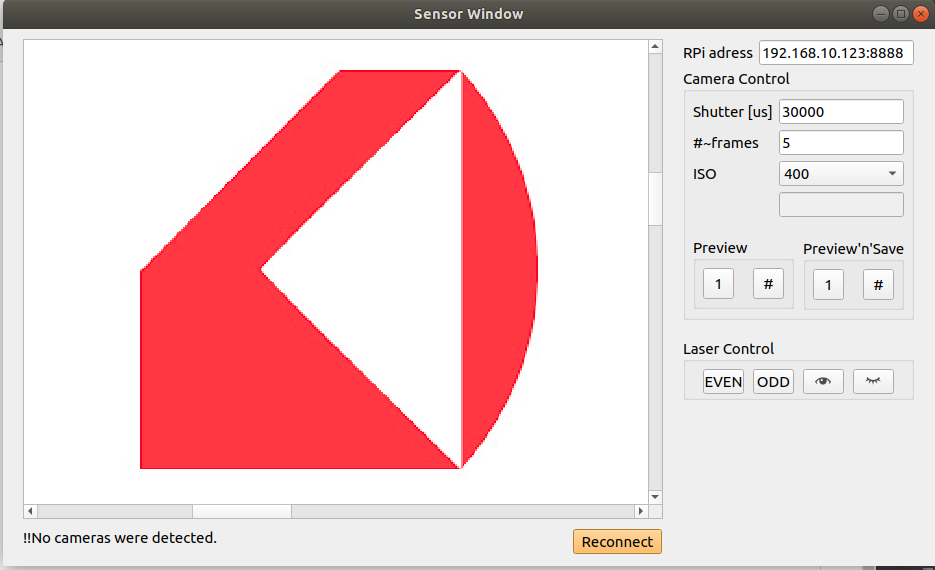 Sensor Window
RPi adress 192.168.10.123:8888
Camera Control
Shutter [us] 30000
#~frames 5
ISO 400
Preview Preview'n'Save
1 # 1 #
Laser Control
EVEN ODD
!!No cameras were detected. Reconnect